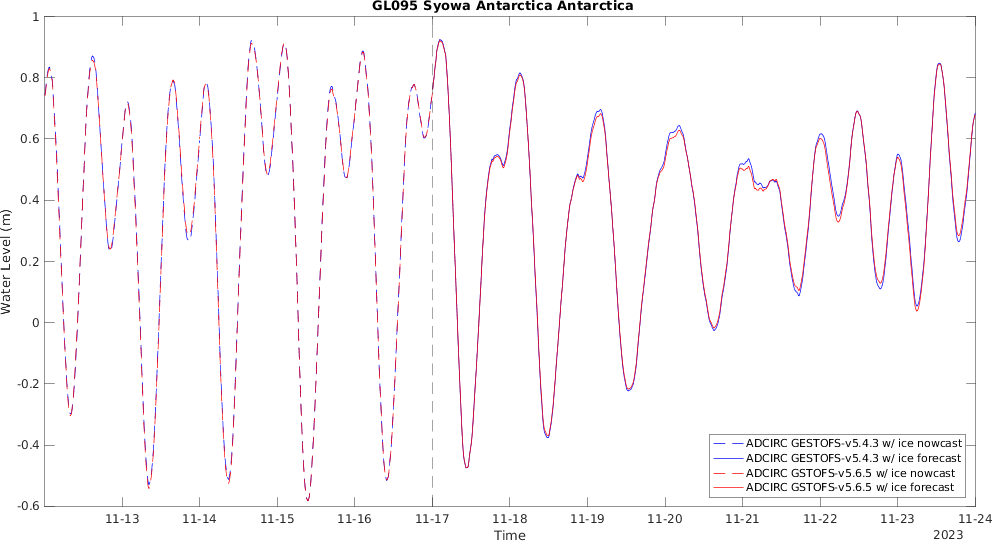 GL095 Syowa Antarctica Antarctica
1
0.8
0.6
0.4
0.2
0
-0.2
-0.4
-0.6
Water Level (m)
ADCIRC GESTOFS-v5.4.3 w/ ice nowcast
ADCIRC GESTOFS-v5.4.3 w/ ice forecast
ADCIRC GSTOFS-v5.6.5 w/ ice nowcast
ADCIRC GSTOFS-v5.6.5 w/ ice forecast
11-13 11-14 11-15 11-16 11-17 11-18 11-19 11-20 11-21 11-22 11-23 11-24
Time 2023